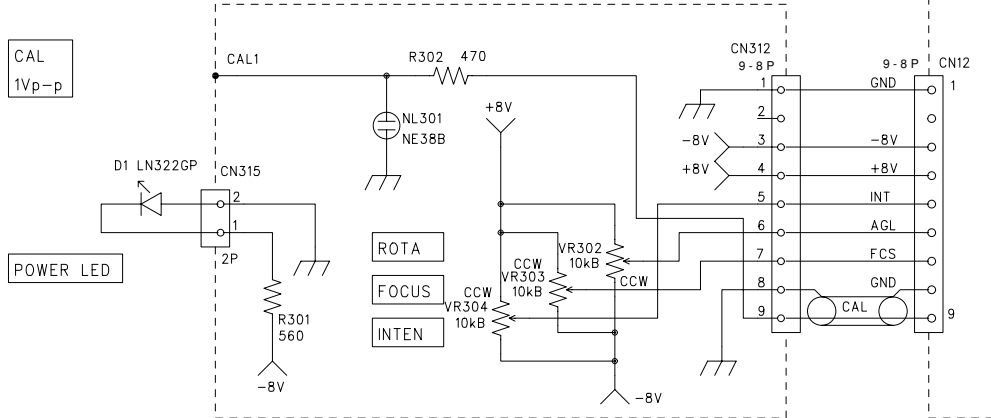 CAL
1Vp-p
CAL1
R302 470
CN312
9-8P
9-8P
CN12
NL301
NE38B
+8V
1
GND
1
2
-8V
3
-8V
+8V
4
+8V
D1 LN322GP
CN315
2
1
2P
5
INT
6
AGL
7
FCS
8
GND
9
CAL
9
POWER LED
ROTA
FOCUS
INTEN
VR302
10kB
CCW
CCW
VR303
10kB
CCW
VR304
10kB
R301
560
-8V
-8V